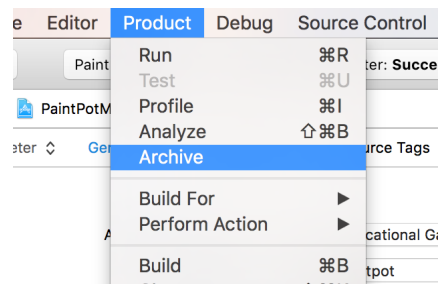 e Editor Product Debug Source Control
Paint Run ⌘R ter: Succe
Test ⌘U
PaintPotM Profile ⌘I
Analyze ⇧⌘B
eter Ge Archive urce Tags
Build For ▶
Perform Action ▶
A cational Ga
Build ⌘B tpot